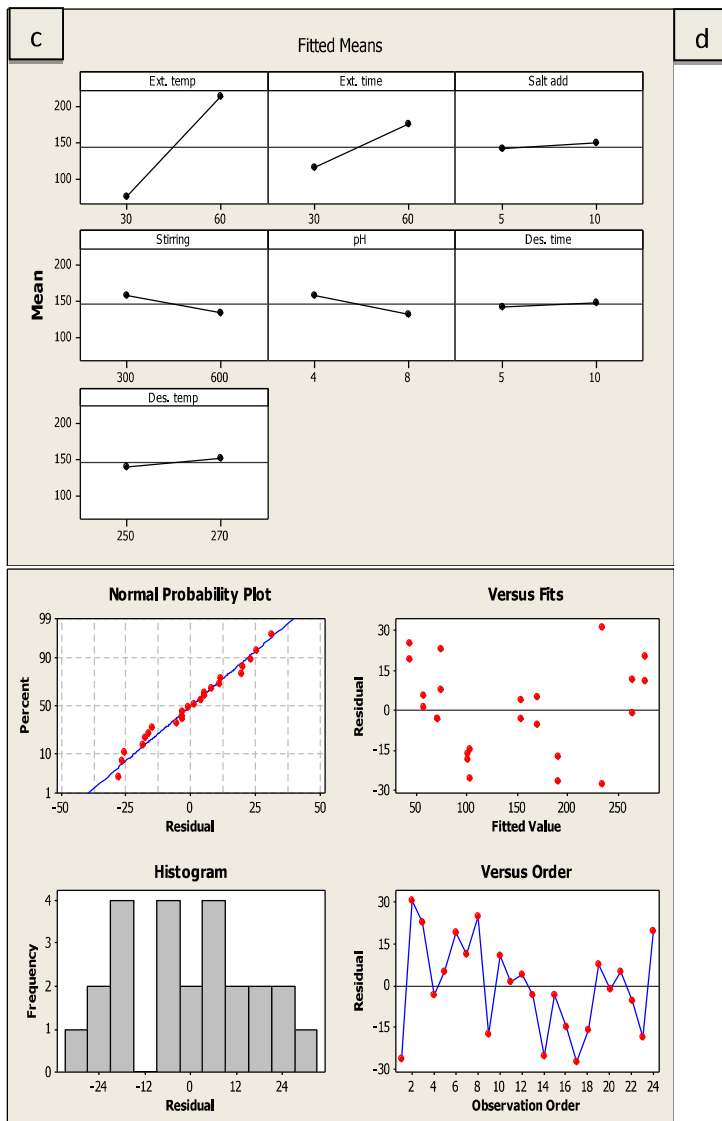 c
d
Fitted Means
Ext. temp
Ext. time
Salt add
200
150
100
30 60
30 60
5 10
Stirring
pH
Des. time
200
150
100
Mean
300 600
4 8
5 10
Des. temp
200
150
100
250 270
Normal Probability Plot
99
90
50
10
1
Percent
-50 -25 0 25 50
Residual
Versus Fits
30
15
0
-15
-30
Residual
50 100 150 200 250
Fitted Value
Histogram
4
3
2
1
0
Frequency
-24 -12 0 12 24
Residual
Versus Order
30
15
0
-15
-30
Residual
2 4 6 8 10 12 14 16 18 20 22 24
Observation Order